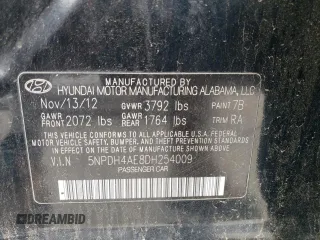 MANUFACTURED BY
HYUNDAI MOTOR MANUFACTURING ALABAMA, LLC
Nov/13/12 GVWR 3792 lbs PAINT 7B
GAWR FRONT 2072 lbs GAWR REAR 1764 lbs TRIM RA
THIS VEHICLE CONFORMS TO ALL APPLICABLE
FEDERAL MOTOR VEHICLE SAFETY, BUMPER, AND
THEFT PREVENTION STANDARDS IN EFFECT ON THE
DATE OF MANUFACTURE SHOWN ABOVE.
V.I.N 5NPDH4AE8DH254009
PASSENGER CAR